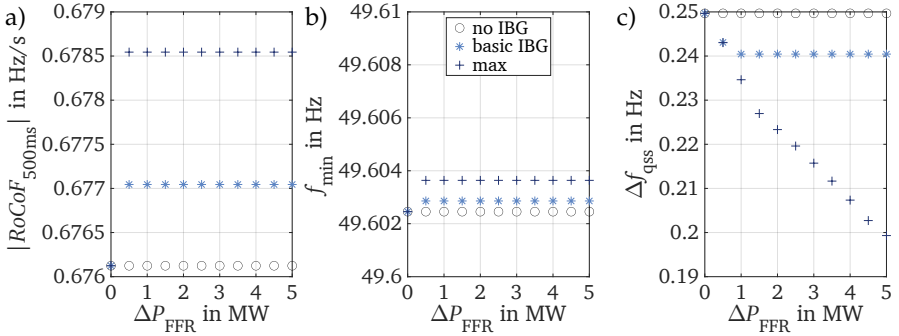 a)
|RoCoF500ms| in Hz/s
0.679
0.6785
0.678
0.6775
0.677
0.6765
0.676
0 1 2 3 4 5
ΔPFFR in MW
b)
fmin in Hz
49.61
49.608
49.606
49.604
49.602
49.6
no IBG
basic IBG
max
0 1 2 3 4 5
ΔPFFR in MW
c)
Δfqss in Hz
0.25
0.24
0.23
0.22
0.21
0.2
0.19
0 1 2 3 4 5
ΔPFFR in MW